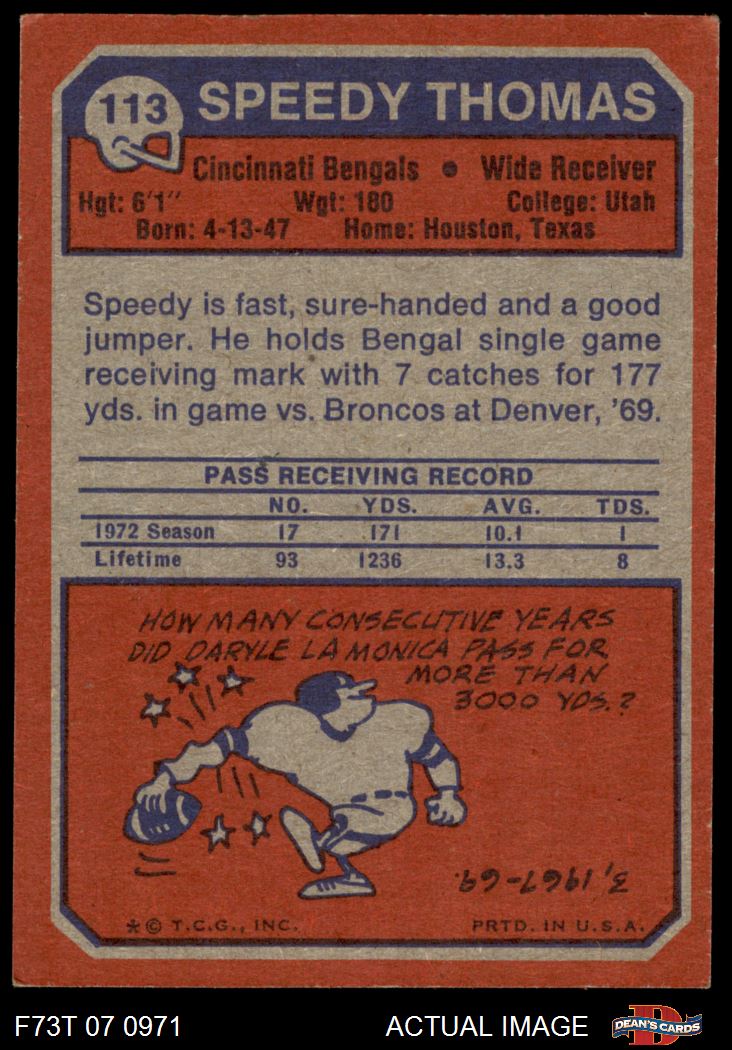 113 SPEEDY THOMAS
Cincinnati Bengals • Wide Receiver
Hgt: 6'1" Wgt: 180 College: Utah
Born: 4-13-47 Home: Houston, Texas
Speedy is fast, sure-handed and a good
jumper. He holds Bengal single game
receiving mark with 7 catches for 177
yds. in game vs. Broncos at Denver, '69.
PASS RECEIVING RECORD
NO. YDS. AVG. TDS.
1972 Season 17 171 10.1 1
Lifetime 93 1236 13.3 8
HOW MANY CONSECUTIVE YEARS
DID DARYLE LAMONICA PASS FOR
MORE THAN
3000 YDS.?
3, 1967-69.
*© T.C.G., INC. PRTD. IN U.S.A.
F73T 07 0971 ACTUAL IMAGE D DEAN'S CARDS